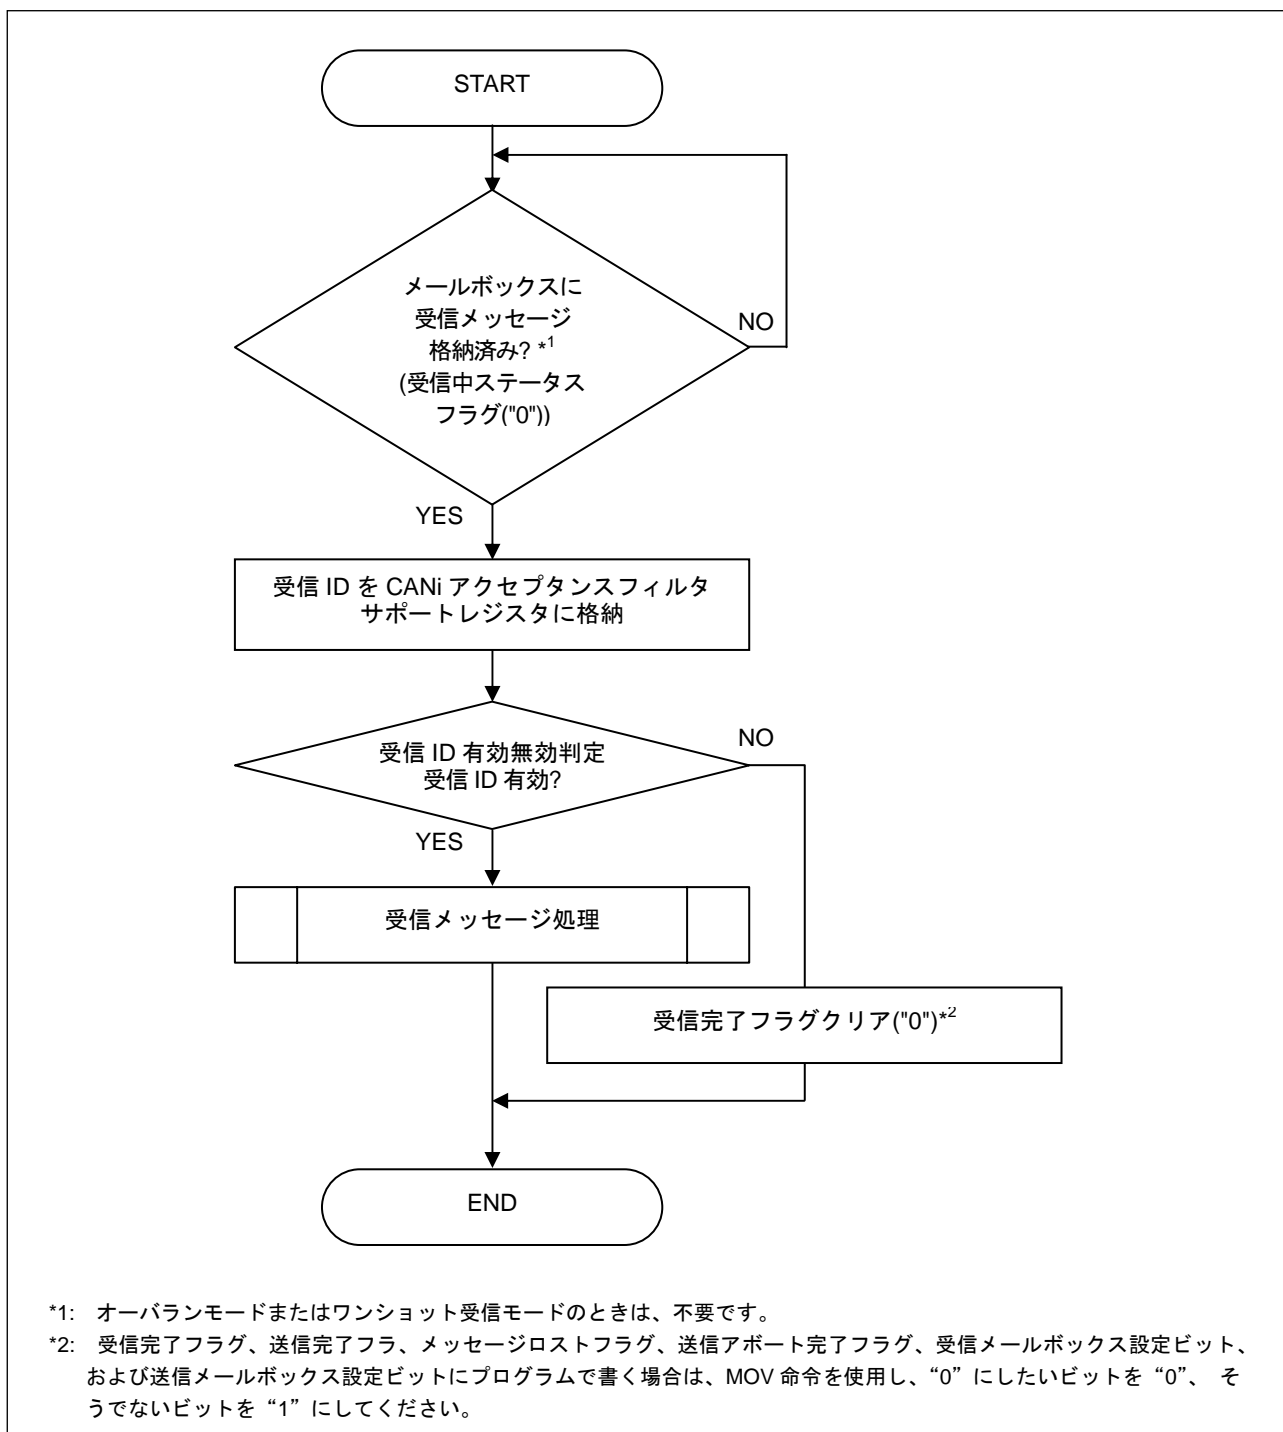 START
メールボックスに
受信メッセージ
格納済み? *1
(受信中ステータス
フラグ("0"))
NO
YES
受信 ID を CANi アクセプタンスフィルタ
サポートレジスタに格納
受信 ID 有効無効判定
受信 ID 有効?
NO
YES
受信メッセージ処理
受信完了フラグクリア("0")*2
END
*1: オーバランモードまたはワンショット受信モードのときは、不要です。
*2: 受信完了フラグ、送信完了フラ、メッセージロストフラグ、送信アボート完了フラグ、受信メールボックス設定ビット、
および送信メールボックス設定ビットにプログラムで書く場合は、MOV 命令を使用し、“0” にしたいビットを “0”、 そ
うでないビットを “1” にしてください。